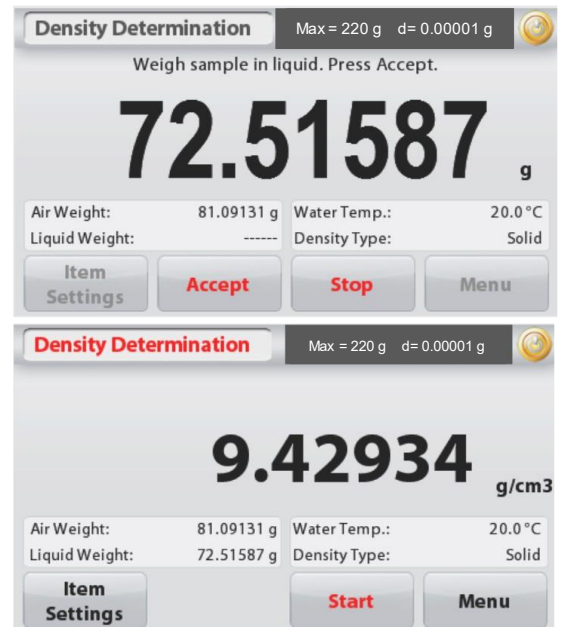 Density Determination Max = 220 g d= 0.00001 g
Weigh sample in liquid. Press Accept.
72.51587 g
Air Weight: 81.09131 g Water Temp.: 20.0°C
Liquid Weight: ------ Density Type: Solid
Item Settings Accept Stop Menu
Density Determination Max = 220 g d= 0.00001 g
9.42934 g/cm3
Air Weight: 81.09131 g Water Temp.: 20.0°C
Liquid Weight: 72.51587 g Density Type: Solid
Item Settings Start Menu